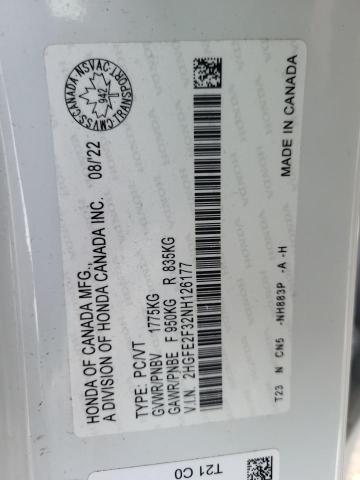 HONDA OF CANADA MFG.,
A DIVISION OF HONDA CANADA INC.
08/'22
CMVSS-CANADA-NSVAC-TRANSPORT-
942
TYPE: PC/VT
GVWR/PNBV 1775KG
GAWR/PNBE F 950KG R 835KG
V.I.N. 2HGFE2F32NH126177
T23 N CN5 -NH883P -A -H
MADE IN CANADA
T21 C0